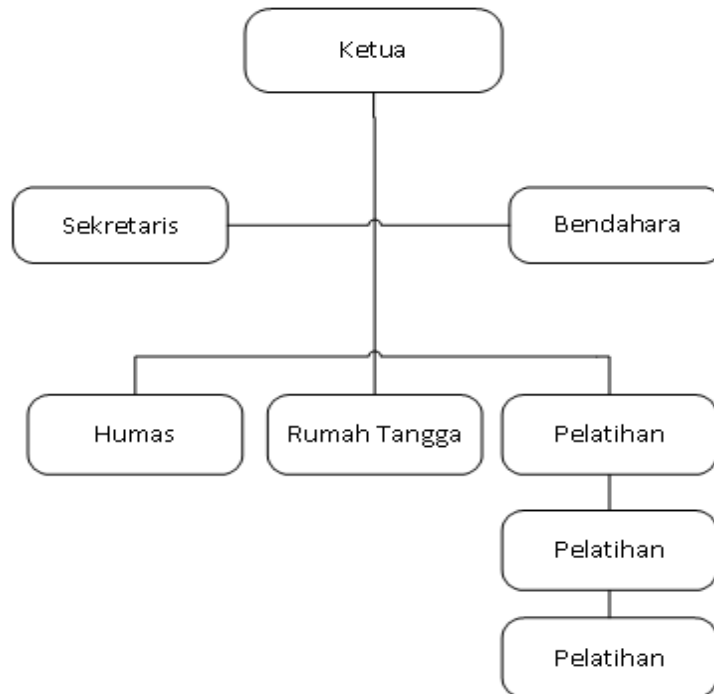 Ketua
Sekretaris
Bendahara
Humas
Rumah Tangga
Pelatihan
Pelatihan
Pelatihan